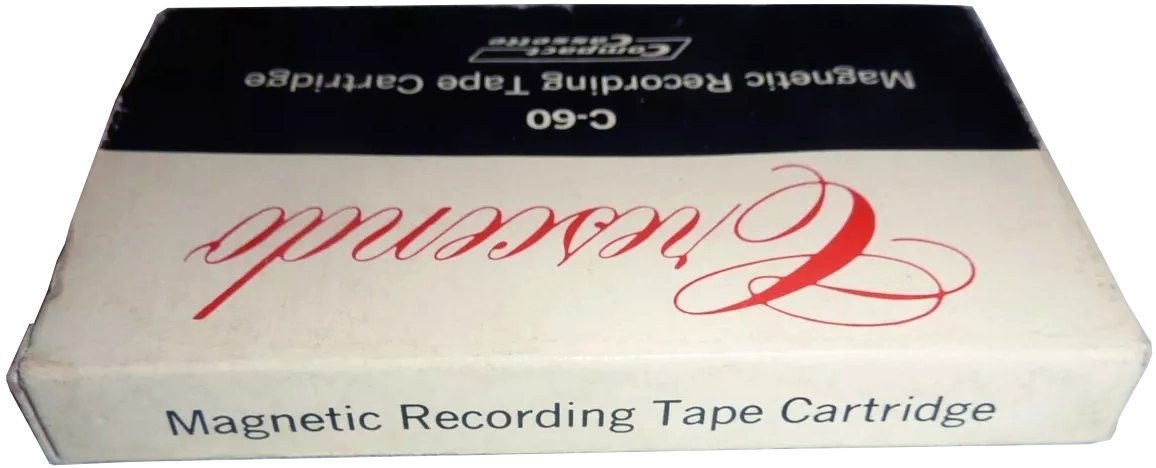 Crescendo
C-60
Magnetic Recording Tape Cartridge
Compact
Cassette
Magnetic Recording Tape Cartridge